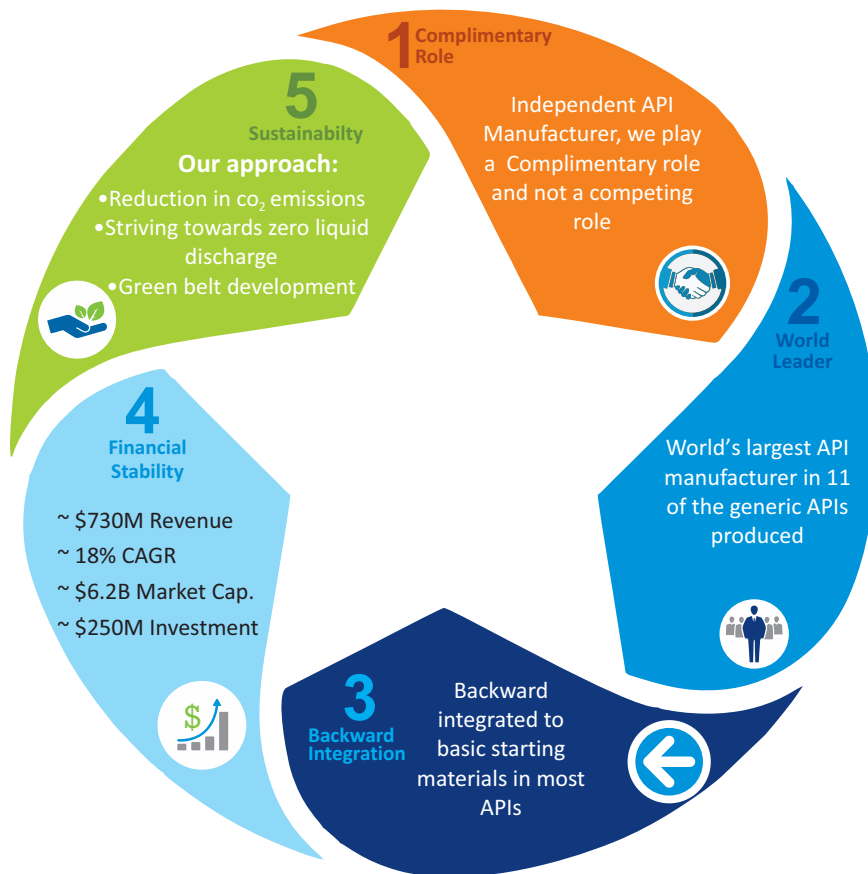 1 Complimentary
Role
Independent API
Manufacturer, we play
a Complimentary role
and not a competing
role
2
World
Leader
World's largest API
manufacturer in 11
of the generic APIs
produced
3
Backward
Integration
Backward
integrated to
basic starting
materials in most
APIs
4
Financial
Stability
~ $730M Revenue
~ 18% CAGR
~ $6.2B Market Cap.
~ $250M Investment
$
5
Sustainabilty
Our approach:
•Reduction in co₂ emissions
•Striving towards zero liquid
discharge
•Green belt development